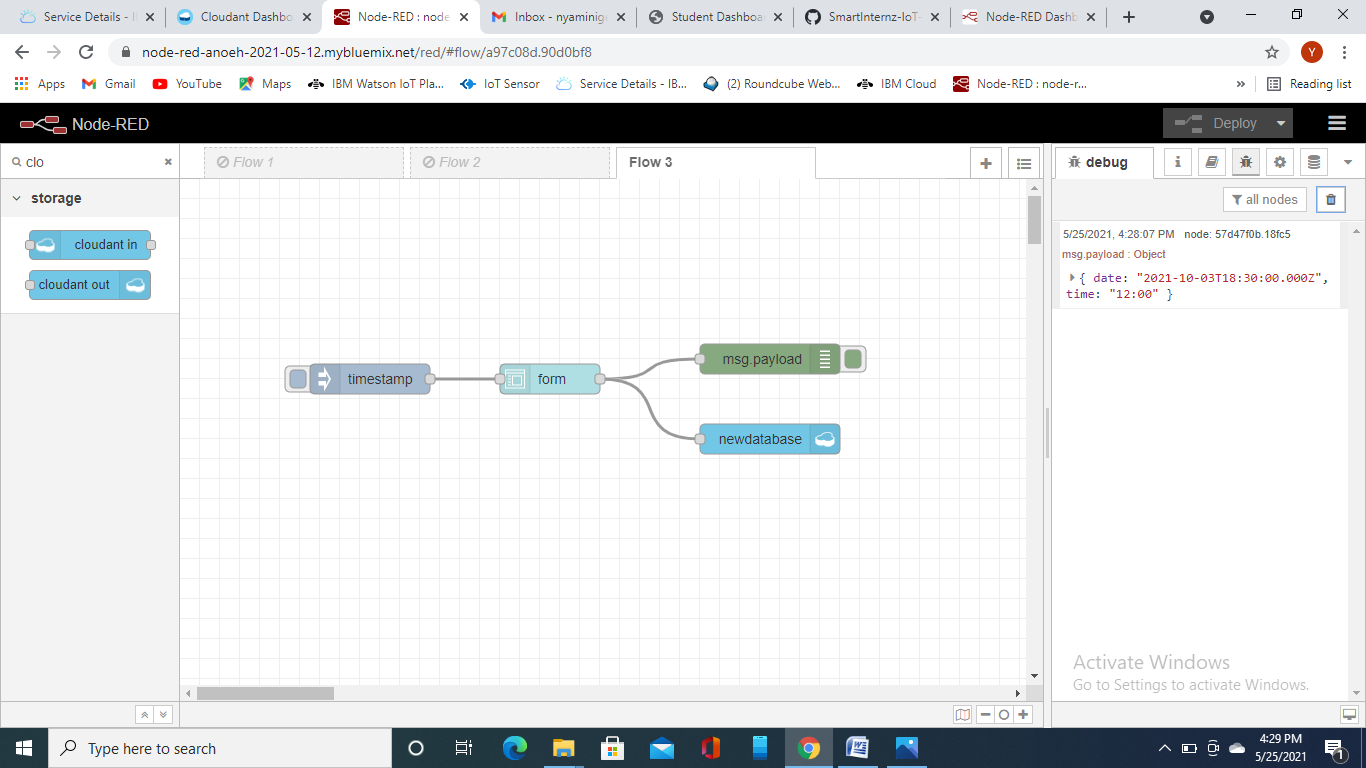 Service Details - I
Cloudant Dashbo
Node-RED : node
Inbox - nyaminige
Student Dashboa
SmartInternz-IoT-
Node-RED Dashb
node-red-anoeh-2021-05-12.mybluemix.net/red/#flow/a97c08d.90d0bf8
Y
Apps Gmail YouTube Maps IBM Watson IoT Pla... IoT Sensor Service Details - IB... (2) Roundcube Web... IBM Cloud Node-RED : node-r... » Reading list
Node-RED
Deploy
clo
Flow 1
Flow 2
Flow 3
debug
storage
all nodes
cloudant in
cloudant out
5/25/2021, 4:28:07 PM node: 57d47f0b.18fc5
msg.payload : Object
{ date: "2021-10-03T18:30:00.000Z",
time: "12:00" }
msg.payload
timestamp
form
newdatabase
Activate Windows
Go to Settings to activate Windows.
Type here to search
4:29 PM
5/25/2021
1